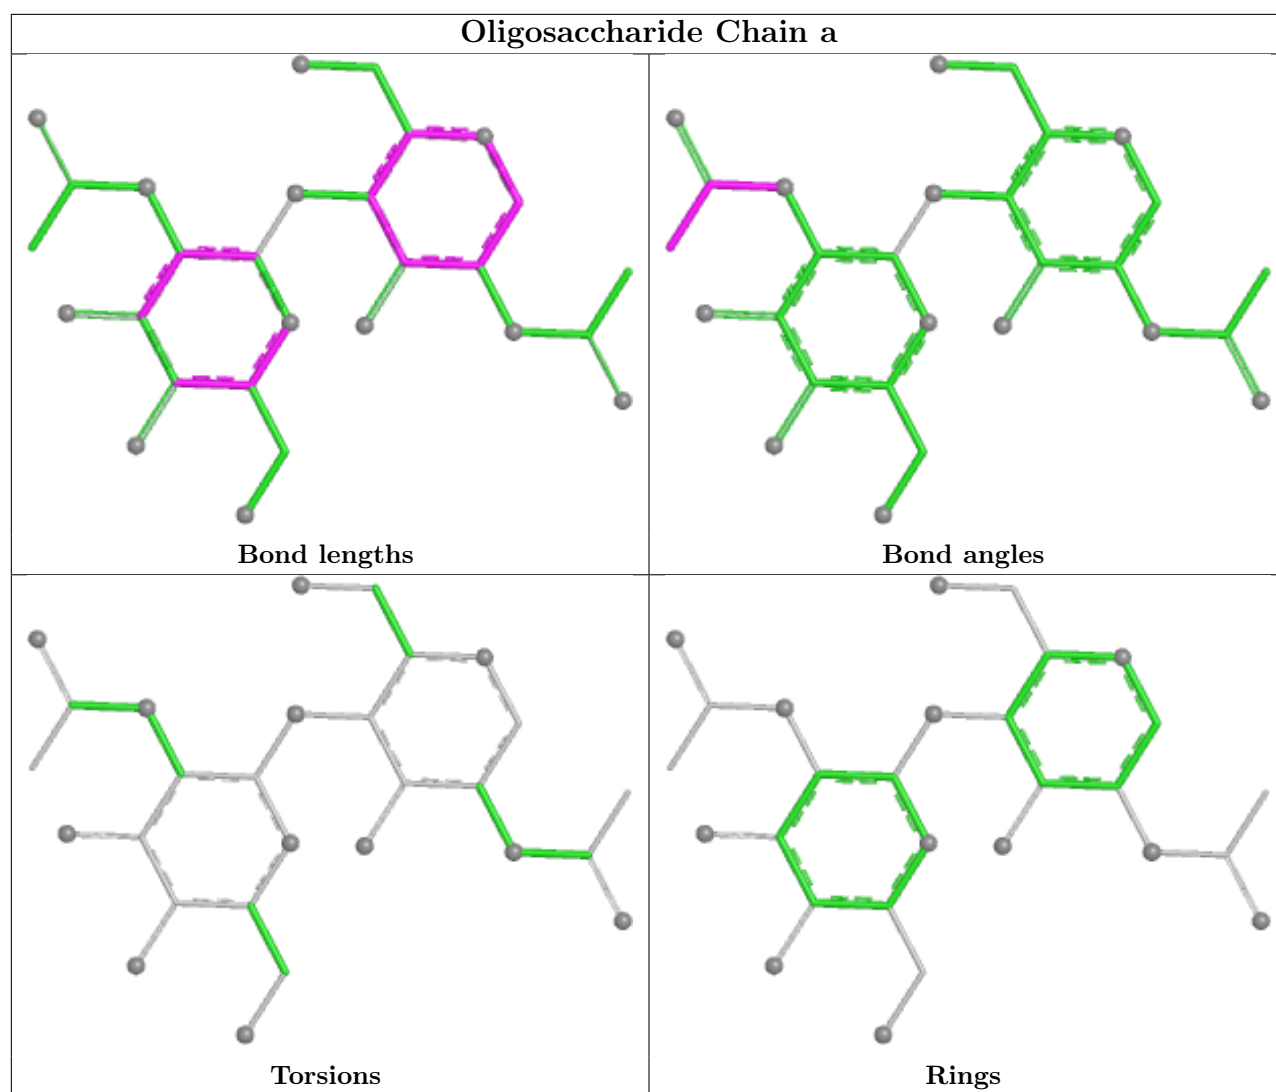 Oligosaccharide Chain a
Bond lengths
Bond angles
Torsions
Rings